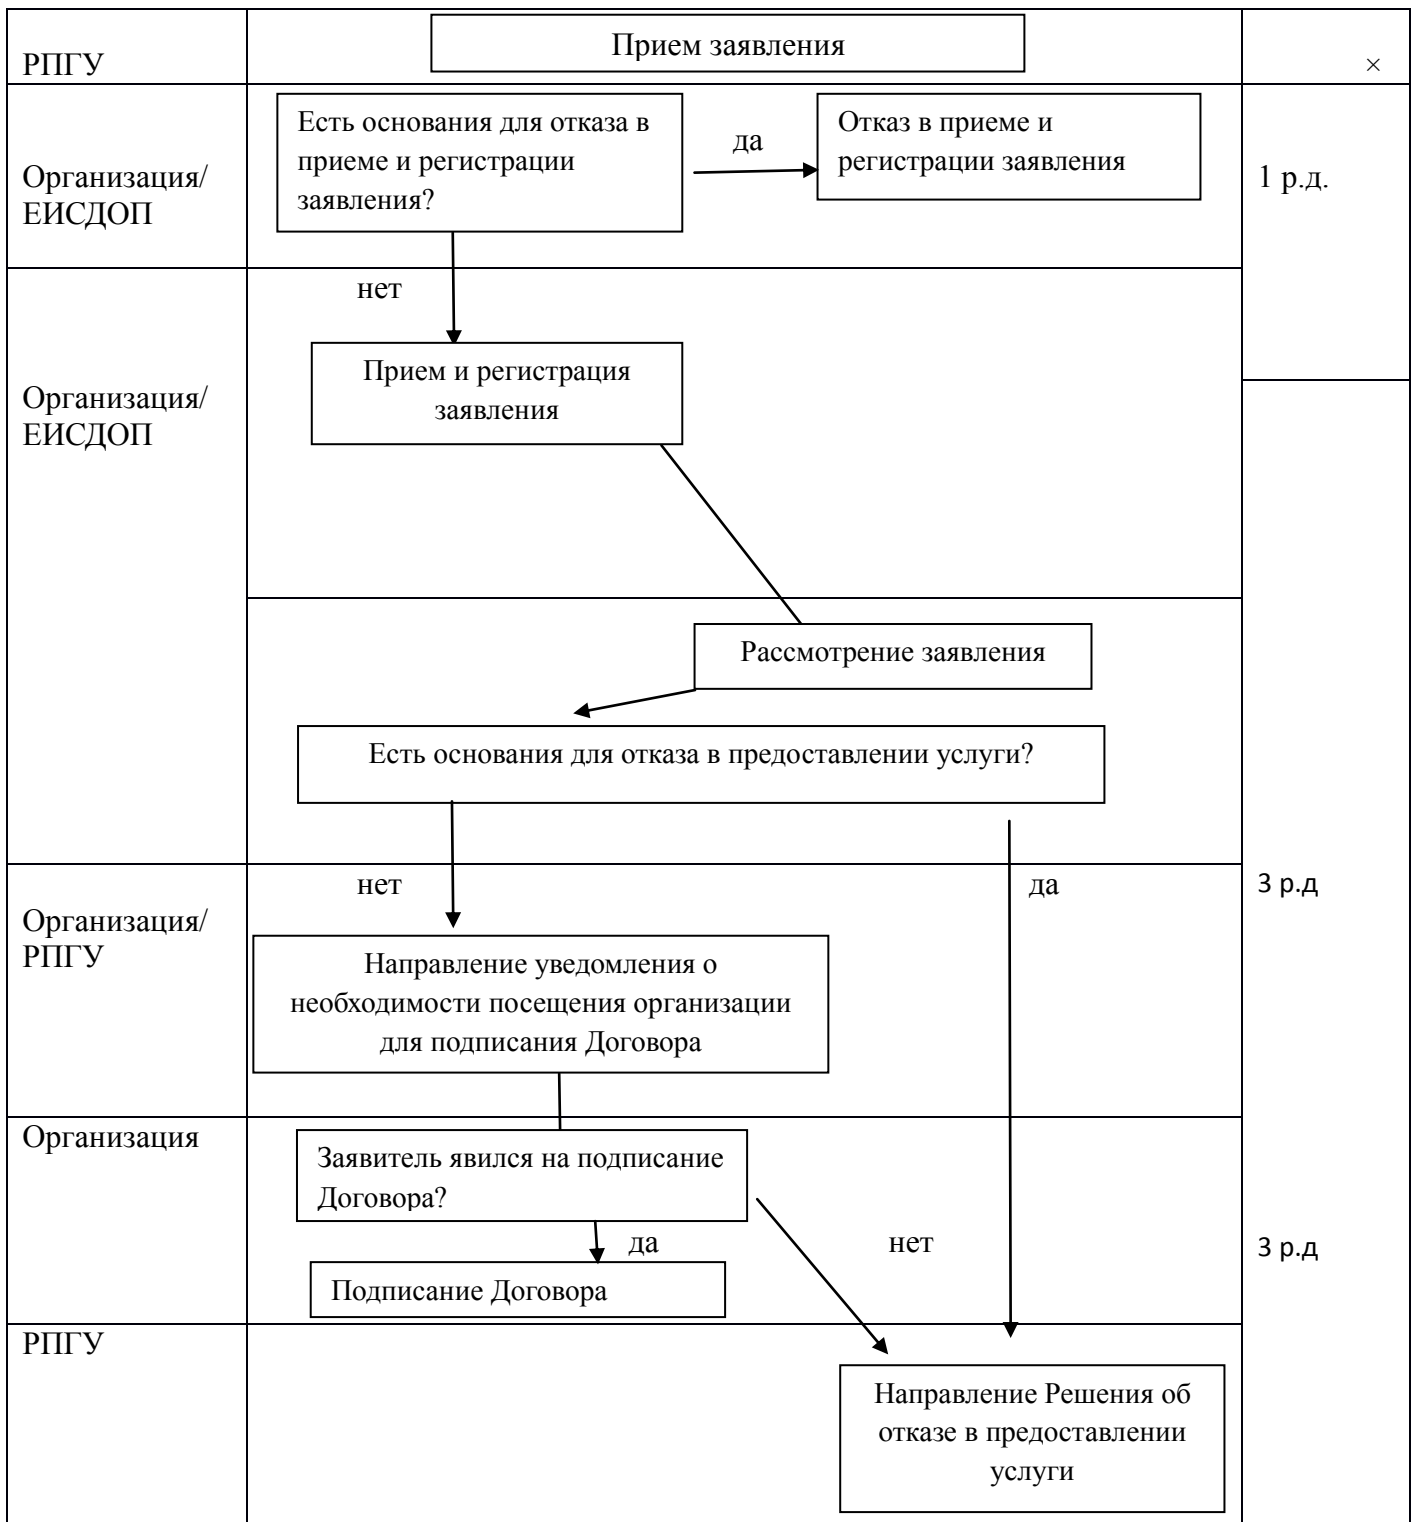 РПГУ
Прием заявления
×
Организация/
ЕИСДОП
Есть основания для отказа в
приеме и регистрации
заявления?
да
Отказ в приеме и
регистрации заявления
1 р.д.
нет
Организация/
ЕИСДОП
Прием и регистрация
заявления
Рассмотрение заявления
Есть основания для отказа в предоставлении услуги?
нет
да
3 р.д
Организация/
РПГУ
Направление уведомления о
необходимости посещения организации
для подписания Договора
Организация
Заявитель явился на подписание
Договора?
да
нет
3 р.д
Подписание Договора
РПГУ
Направление Решения об
отказе в предоставлении
услуги